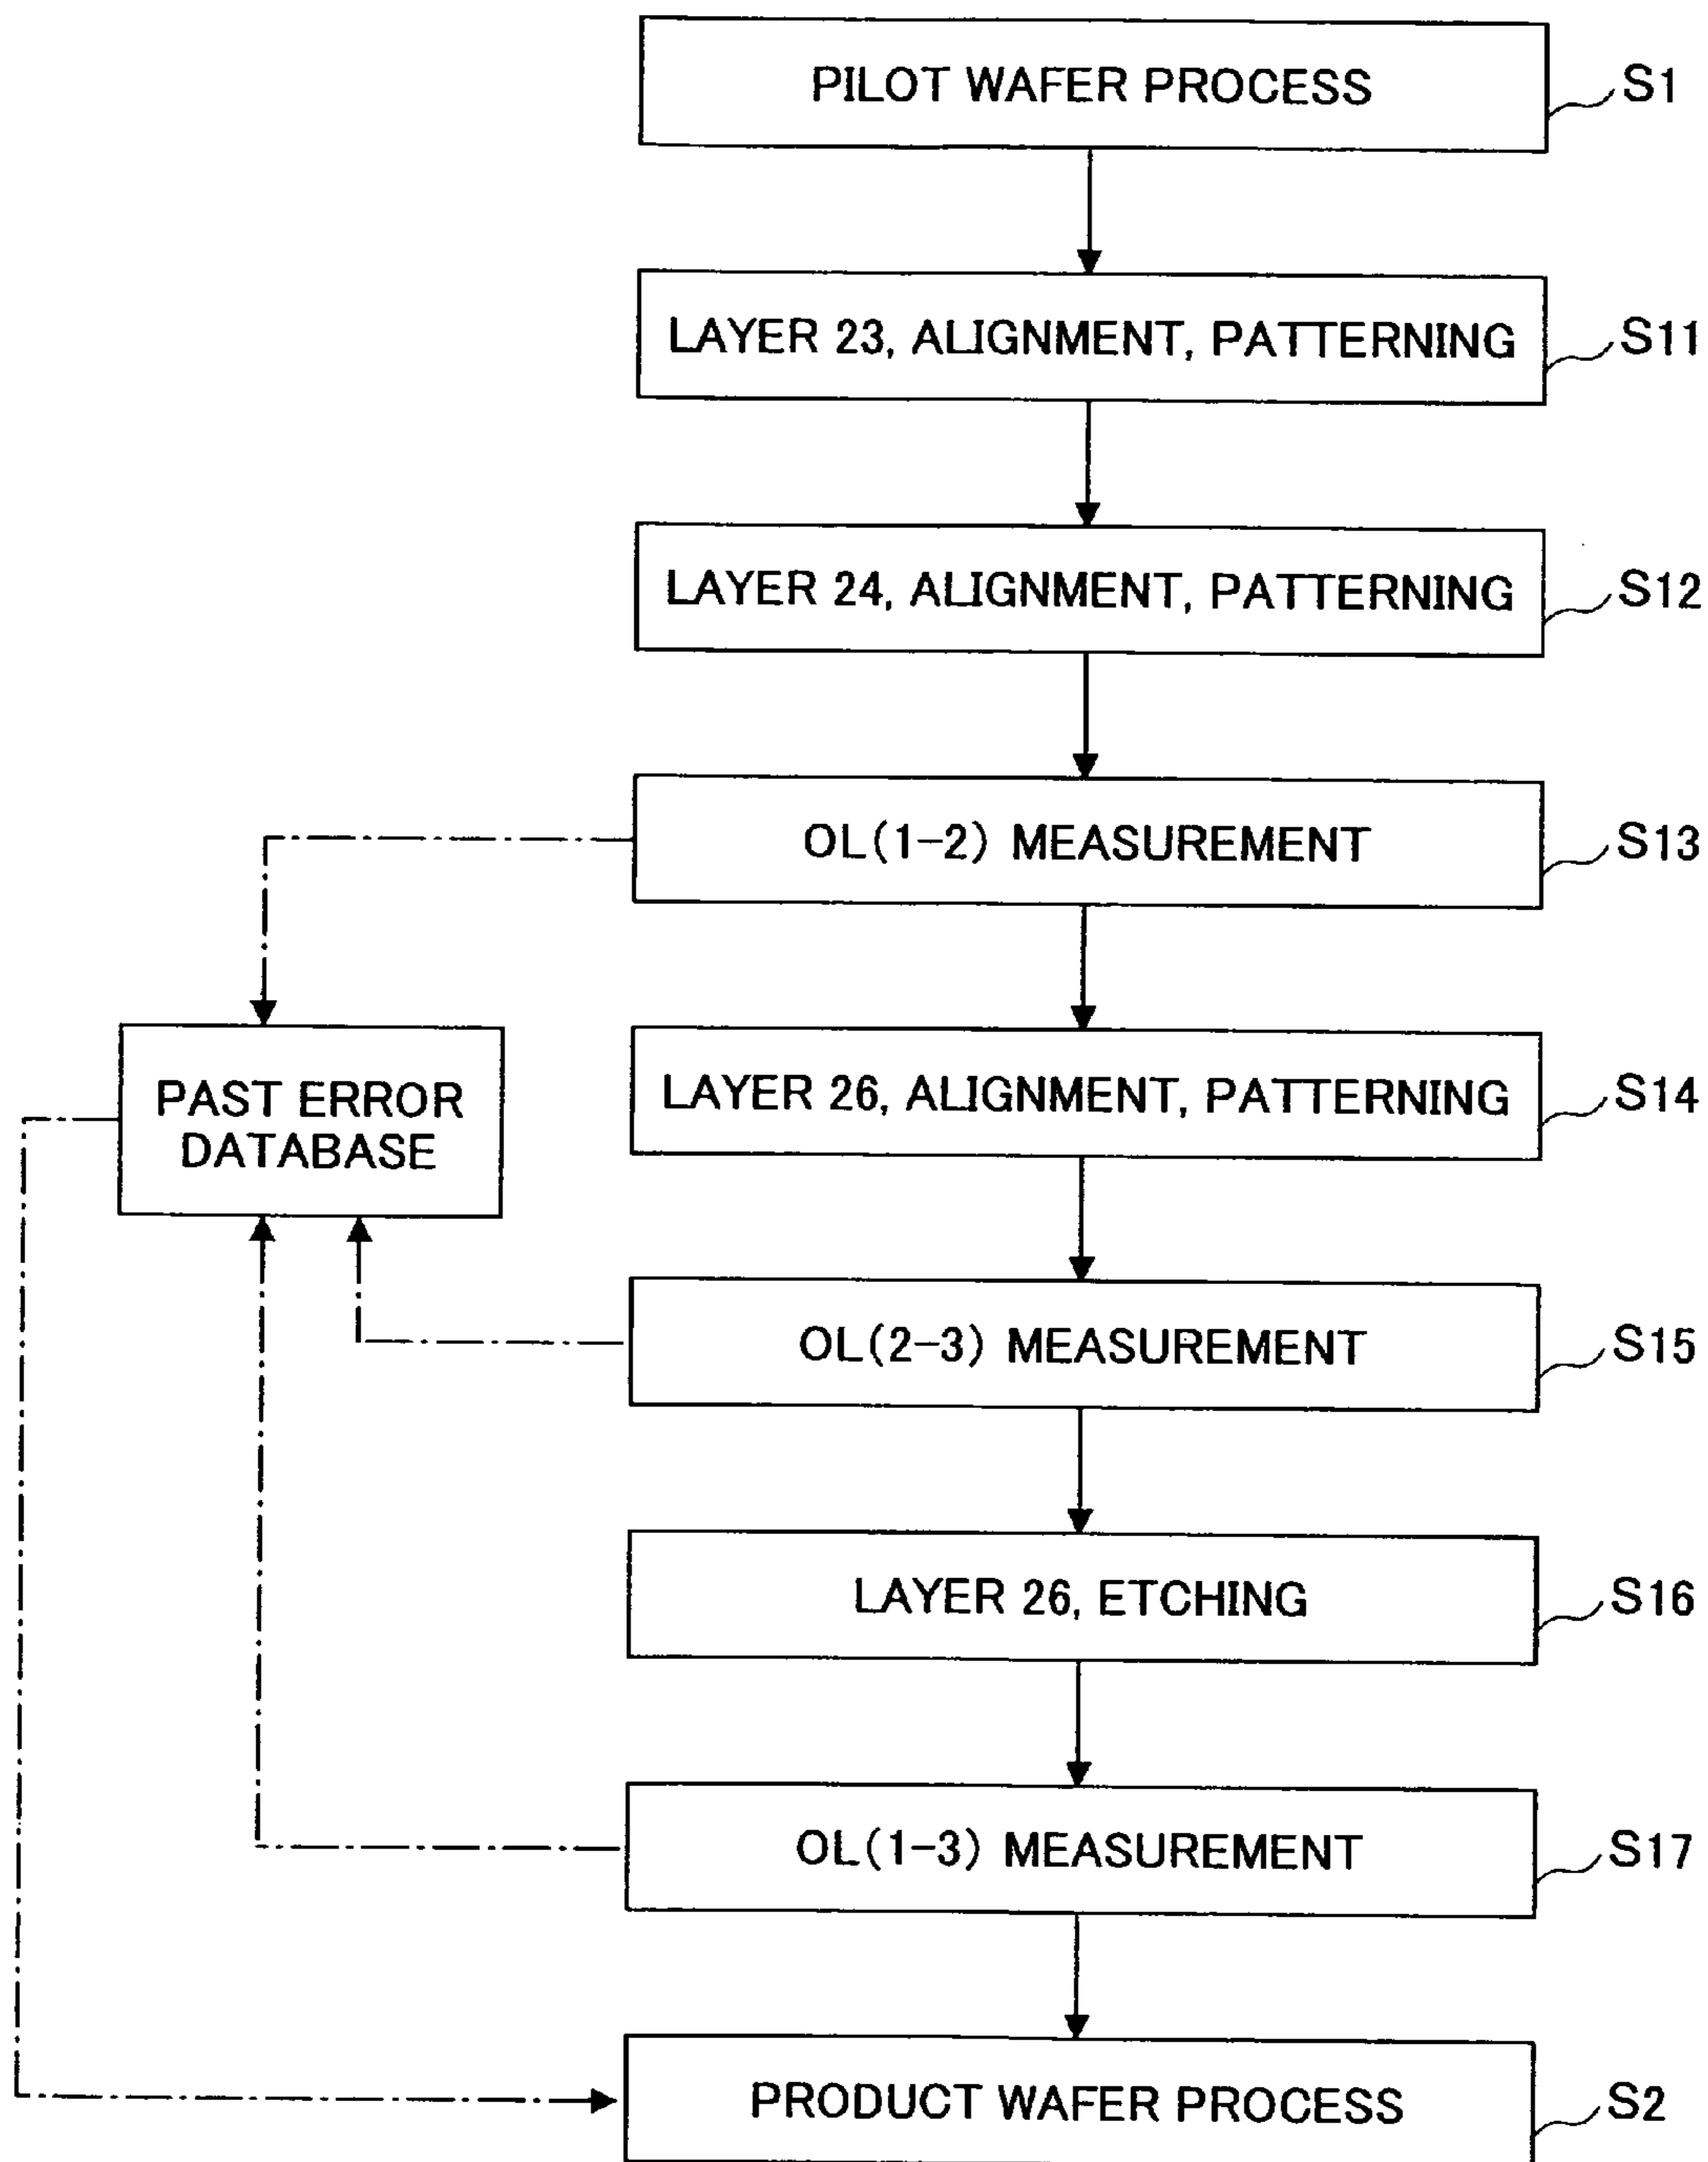 PILOT WAFER PROCESS
S1
LAYER 23, ALIGNMENT, PATTERNING
S11
LAYER 24, ALIGNMENT, PATTERNING
S12
OL(1-2) MEASUREMENT
S13
PAST ERROR
DATABASE
LAYER 26, ALIGNMENT, PATTERNING
S14
OL(2-3) MEASUREMENT
S15
LAYER 26, ETCHING
S16
OL(1-3) MEASUREMENT
S17
PRODUCT WAFER PROCESS
S2